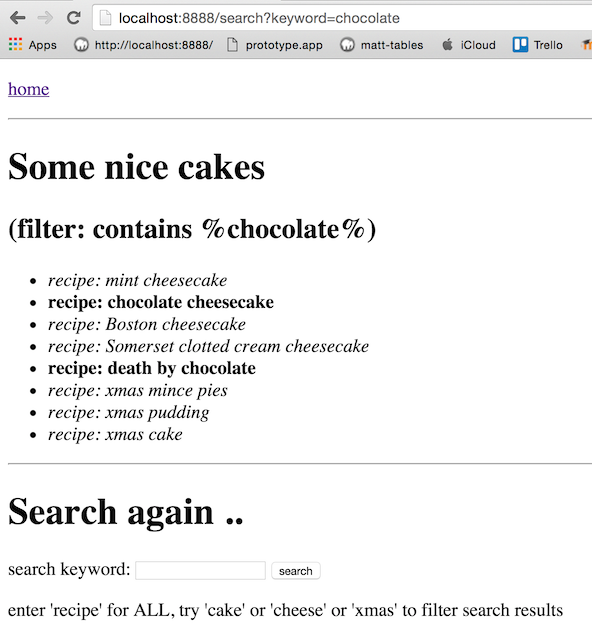 localhost:8888/search?keyword=chocolate
Apps http://localhost:8888/ prototype.app matt-tables iCloud Trello
home
Some nice cakes
(filter: contains %chocolate%)
recipe: mint cheesecake
recipe: chocolate cheesecake
recipe: Boston cheesecake
recipe: Somerset clotted cream cheesecake
recipe: death by chocolate
recipe: xmas mince pies
recipe: xmas pudding
recipe: xmas cake
Search again ..
search keyword: search
enter 'recipe' for ALL, try 'cake' or 'cheese' or 'xmas' to filter search results